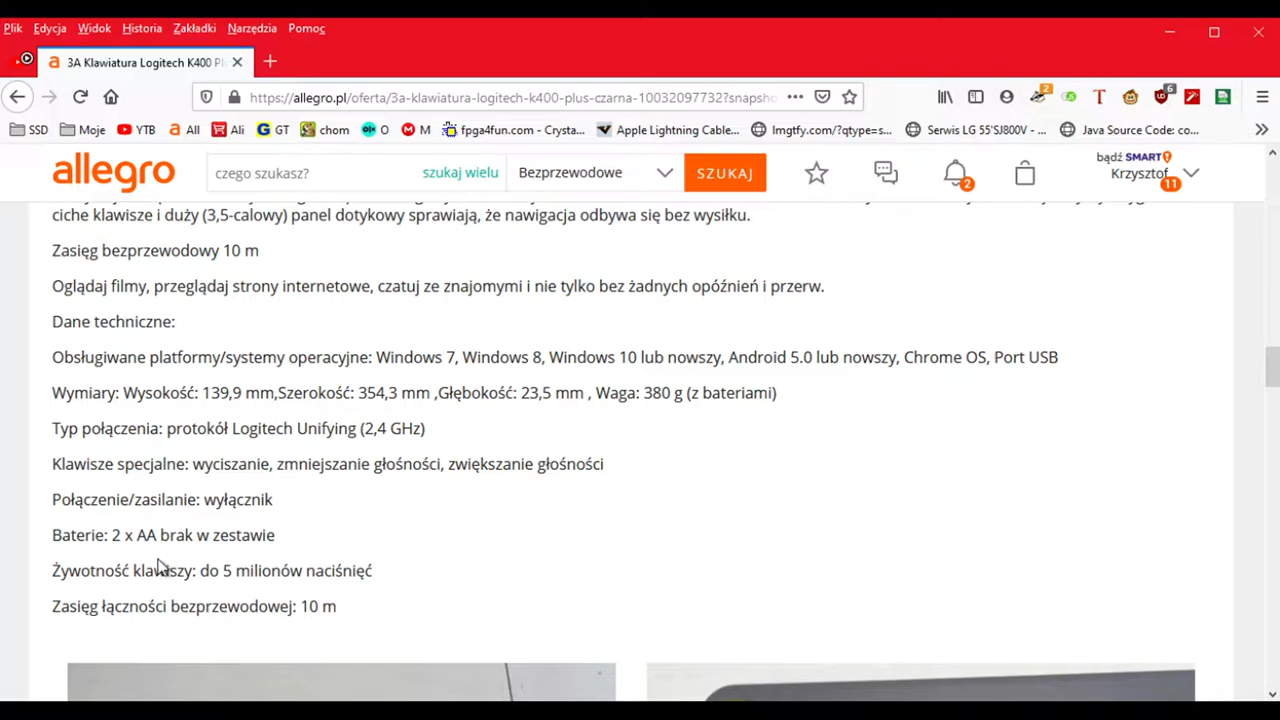 Plik Edycja Widok Historia Zakładki Narzędzia Pomoc
3A Klawiatura Logitech K400 Pl
https://allegro.pl/oferta/3a-klawiatura-logitech-k400-plus-czarna-10032097732?snapsho
2
6
SSD Moje YTB All Ali GT chom O M fpga4fun.com - Crysta... Apple Lightning Cable... lmgtfy.com/?qtype=s... Serwis LG 55'SJ800V - ... Java Source Code: co...
allegro czego szukasz? szukaj wielu Bezprzewodowe SZUKAJ 2 bądź SMART! Krzysztof 11
ciche klawisze i duży (3,5-calowy) panel dotykowy sprawiają, że nawigacja odbywa się bez wysiłku.
Zasięg bezprzewodowy 10 m
Oglądaj filmy, przeglądaj strony internetowe, czatuj ze znajomymi i nie tylko bez żadnych opóźnień i przerw.
Dane techniczne:
Obsługiwane platformy/systemy operacyjne: Windows 7, Windows 8, Windows 10 lub nowszy, Android 5.0 lub nowszy, Chrome OS, Port USB
Wymiary: Wysokość: 139,9 mm,Szerokość: 354,3 mm ,Głębokość: 23,5 mm , Waga: 380 g (z bateriami)
Typ połączenia: protokół Logitech Unifying (2,4 GHz)
Klawisze specjalne: wyciszanie, zmniejszanie głośności, zwiększanie głośności
Połączenie/zasilanie: wyłącznik
Baterie: 2 x AA brak w zestawie
Żywotność klawiszy: do 5 milionów naciśnięć
Zasięg łączności bezprzewodowej: 10 m